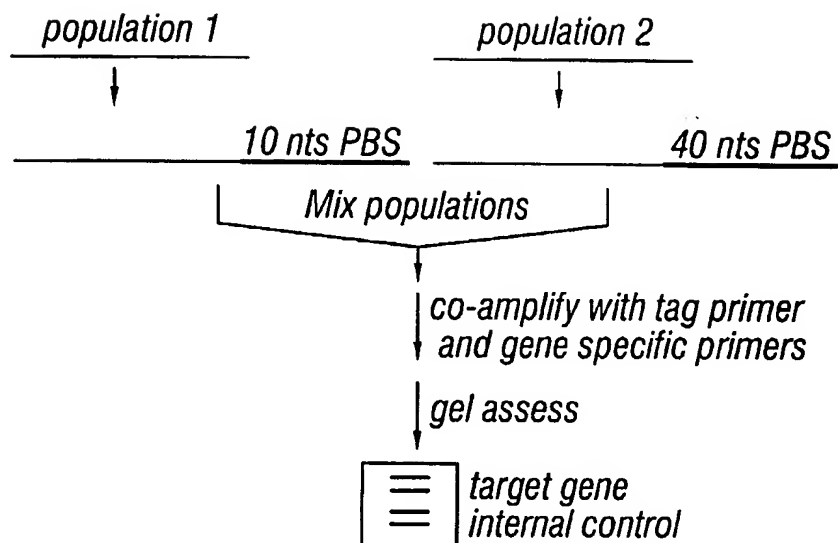 population 1
population 2
10 nts PBS
40 nts PBS
Mix populations
co-amplify with tag primer
and gene specific primers
gel assess
target gene
internal control